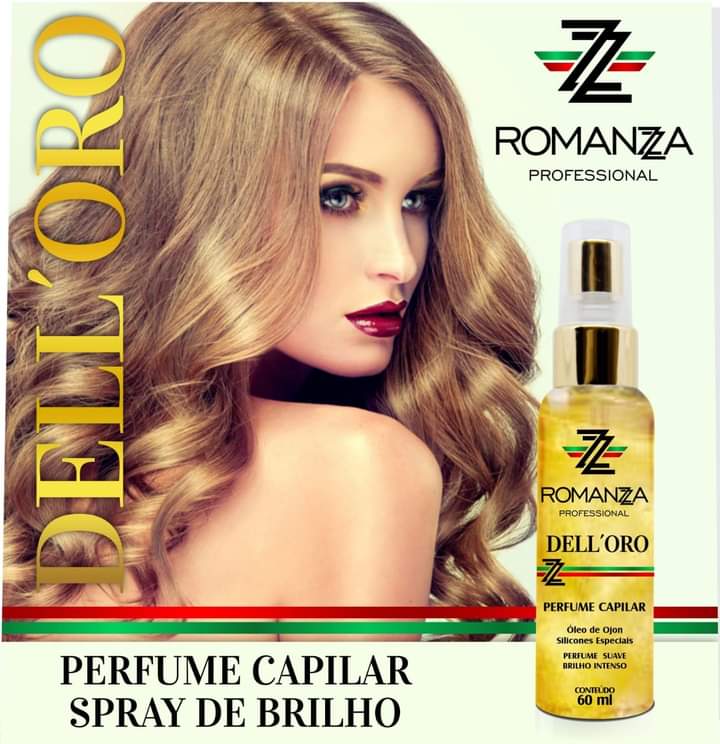 DELL'ORO
ROMANZZA
PROFESSIONAL
ROMANZZA
PROFESSIONAL
DELL'ORO
PERFUME CAPILAR
Óleo de Ojon
Silicones Especiais
PERFUME SUAVE
BRILHO INTENSO
CONTEÚDO
60 ml
PERFUME CAPILAR
SPRAY DE BRILHO